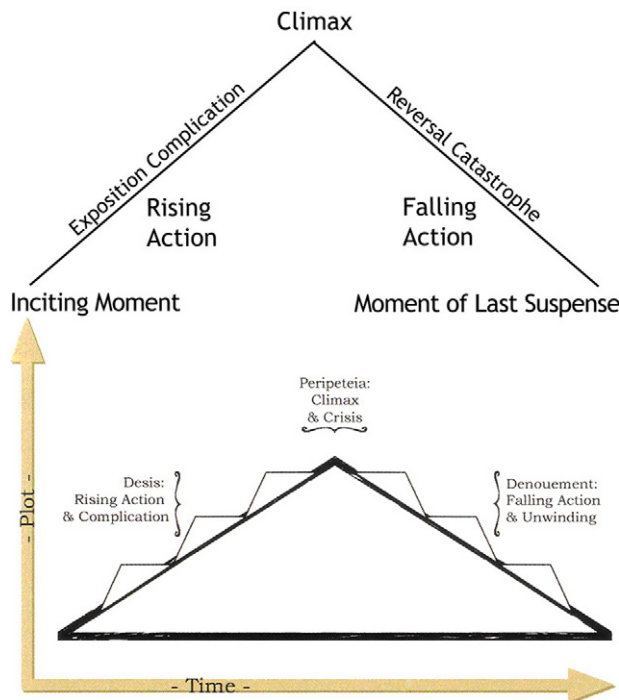 Climax
Exposition Complication
Reversal Catastrophe
Rising
Action
Falling
Action
Inciting Moment
Moment of Last Suspense
Peripeteia:
Climax
& Crisis
Desis:
Rising Action
& Complication
Denouement:
Falling Action
& Unwinding
- Plot -
- Time -